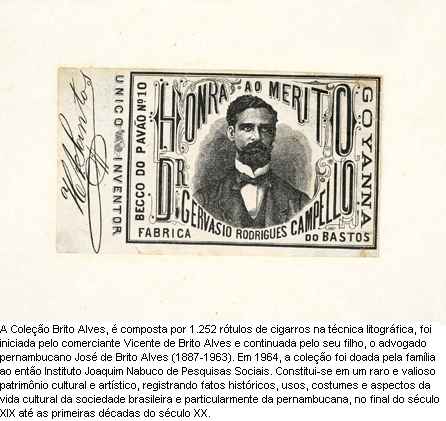 HONRA AO MERITO
DR. GERVASIO RODRIGUES CAMPELLO
FABRICA DO BASTOS
BECCO DO PAVÃO Nº 10
GOYANNA
UNICO INVENTOR
A Coleção Brito Alves, é composta por 1.252 rótulos de cigarros na técnica litográfica, foi
iniciada pelo comerciante Vicente de Brito Alves e continuada pelo seu filho, o advogado
pernambucano José de Brito Alves (1887-1963). Em 1964, a coleção foi doada pela família
ao então Instituto Joaquim Nabuco de Pesquisas Sociais. Constitui-se em um raro e valioso
patrimônio cultural e artístico, registrando fatos históricos, usos, costumes e aspectos da
vida cultural da sociedade brasileira e particularmente da pernambucana, no final do século
XIX até as primeiras décadas do século XX.